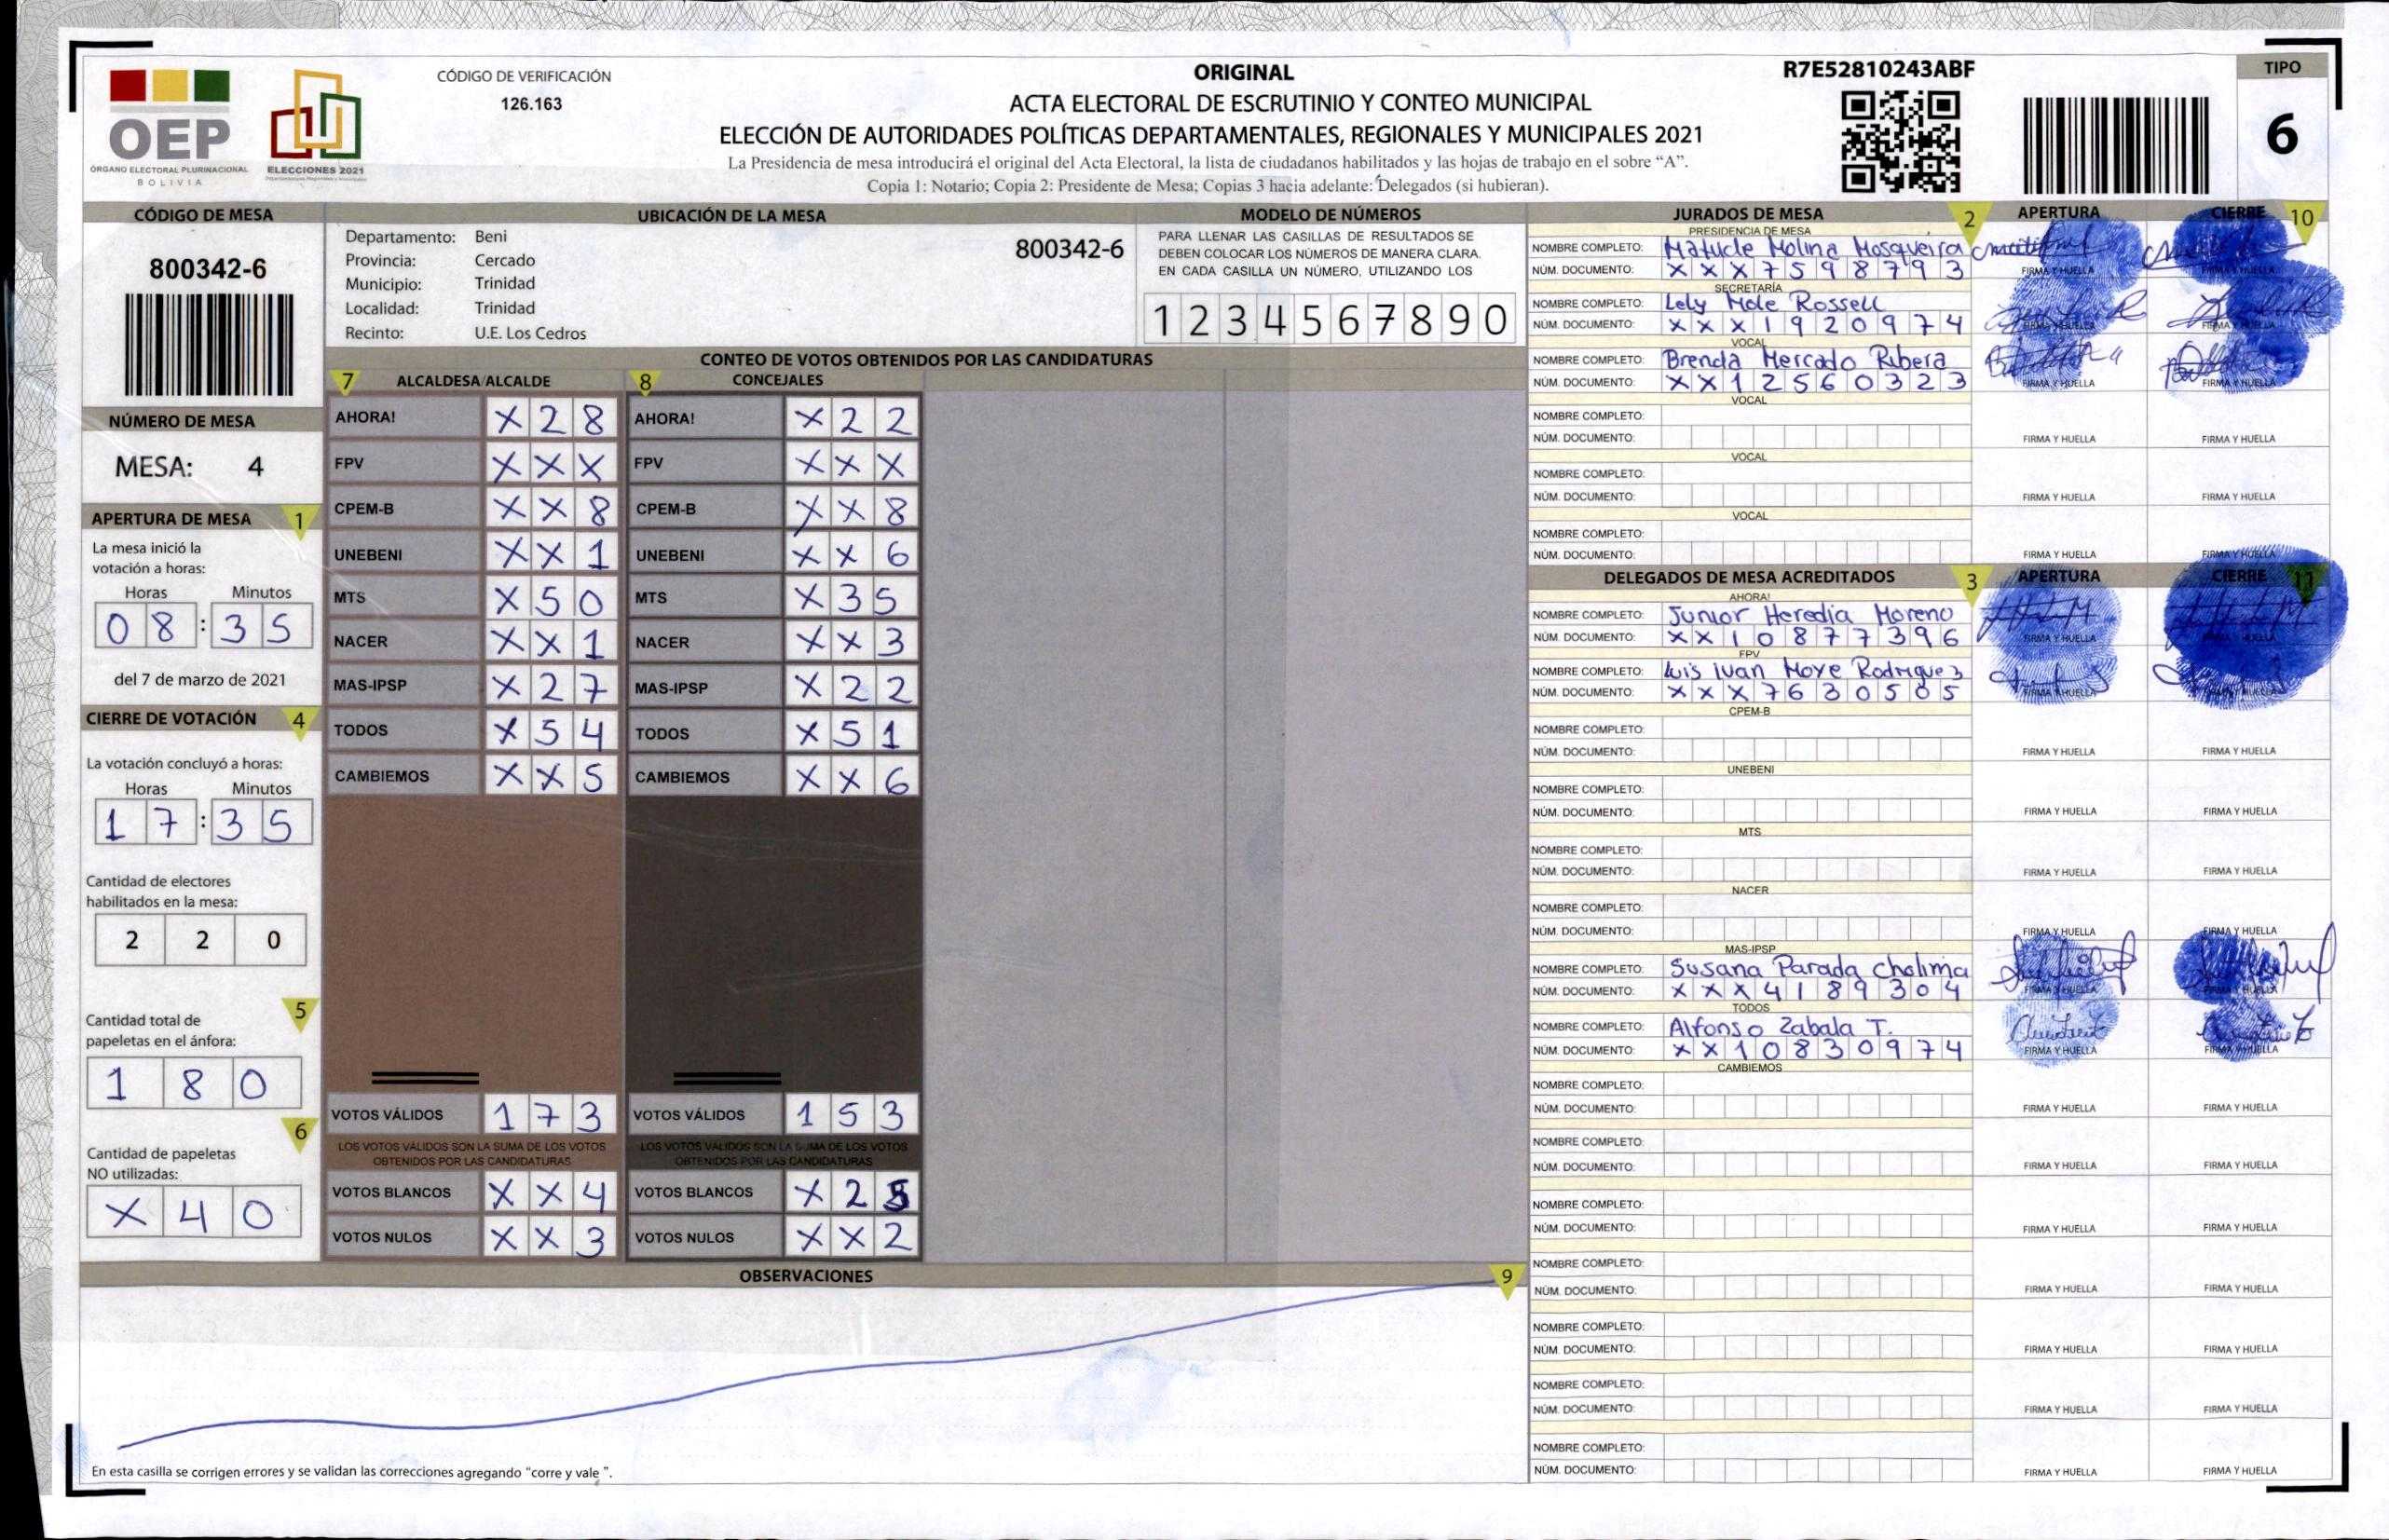 OEP
ÓRGANO ELECTORAL PLURINACIONAL
BOLIVIA
ELECCIONES 2021
CÓDIGO DE VERIFICACIÓN
126.163
ORIGINAL
ACTA ELECTORAL DE ESCRUTINIO Y CONTEO MUNICIPAL
ELECCIÓN DE AUTORIDADES POLÍTICAS DEPARTAMENTALES, REGIONALES Y MUNICIPALES 2021
La Presidencia de mesa introducirá el original del Acta Electoral, la lista de ciudadanos habilitados y las hojas de trabajo en el sobre “A”.
Copia 1: Notario; Copia 2: Presidente de Mesa; Copias 3 hacia adelante: Delegados (si hubieran).
R7E52810243ABF
TIPO
6
CÓDIGO DE MESA
800342-6
NÚMERO DE MESA
MESA: 4
APERTURA DE MESA 1
La mesa inició la
votación a horas:
Horas Minutos
0 8 : 3 5
del 7 de marzo de 2021
CIERRE DE VOTACIÓN 4
La votación concluyó a horas:
Horas Minutos
1 7 : 3 5
Cantidad de electores
habilitados en la mesa:
2 2 0
5
Cantidad total de
papeletas en el ánfora:
1 8 0
6
Cantidad de papeletas
NO utilizadas:
X 4 0
UBICACIÓN DE LA MESA
Departamento: Beni
800342-6
Provincia: Cercado
Municipio: Trinidad
Localidad: Trinidad
Recinto: U.E. Los Cedros
MODELO DE NÚMEROS
PARA LLENAR LAS CASILLAS DE RESULTADOS SE
DEBEN COLOCAR LOS NÚMEROS DE MANERA CLARA.
EN CADA CASILLA UN NÚMERO, UTILIZANDO LOS
1 2 3 4 5 6 7 8 9 0
CONTEO DE VOTOS OBTENIDOS POR LAS CANDIDATURAS
7 ALCALDESA/ALCALDE 8 CONCEJALES
AHORA! X 2 8 AHORA! X 2 2
FPV X X X FPV X X X
CPEM-B X X 8 CPEM-B X X 8
UNEBENI X X 1 UNEBENI X X 6
MTS X 5 0 MTS X 3 5
NACER X X 1 NACER X X 3
MAS-IPSP X 2 7 MAS-IPSP X 2 2
TODOS X 5 4 TODOS X 5 1
CAMBIEMOS X X 5 CAMBIEMOS X X 6
VOTOS VÁLIDOS 1 7 3 VOTOS VÁLIDOS 1 5 3
LOS VOTOS VÁLIDOS SON LA SUMA DE LOS VOTOS LOS VOTOS VÁLIDOS SON LA SUMA DE LOS VOTOS
OBTENIDOS POR LAS CANDIDATURAS OBTENIDOS POR LAS CANDIDATURAS
VOTOS BLANCOS X X 4 VOTOS BLANCOS X 2 5
VOTOS NULOS X X 3 VOTOS NULOS X X 2
OBSERVACIONES 9
En esta casilla se corrigen errores y se validan las correcciones agregando “corre y vale ”.
JURADOS DE MESA 2 APERTURA CIERRE 10
PRESIDENCIA DE MESA
NOMBRE COMPLETO: Matilde Molina Mosqueira
NÚM. DOCUMENTO: X X X 7 5 9 8 7 9 3 FIRMA Y HUELLA FIRMA Y HUELLA
SECRETARÍA
NOMBRE COMPLETO: Lely Mole Rossell
NÚM. DOCUMENTO: X X X 1 9 2 0 9 7 4 FIRMA Y HUELLA FIRMA Y HUELLA
VOCAL
NOMBRE COMPLETO: Brenda Mercado Ribera
NÚM. DOCUMENTO: X X 1 2 5 6 0 3 2 3 FIRMA Y HUELLA FIRMA Y HUELLA
VOCAL
NOMBRE COMPLETO:
NÚM. DOCUMENTO: FIRMA Y HUELLA FIRMA Y HUELLA
VOCAL
NOMBRE COMPLETO:
NÚM. DOCUMENTO: FIRMA Y HUELLA FIRMA Y HUELLA
VOCAL
NOMBRE COMPLETO:
NÚM. DOCUMENTO: FIRMA Y HUELLA FIRMA Y HUELLA
DELEGADOS DE MESA ACREDITADOS 3 APERTURA CIERRE 11
AHORA!
NOMBRE COMPLETO: Junior Heredia Moreno
NÚM. DOCUMENTO: X X 1 0 8 7 7 3 9 6 FIRMA Y HUELLA FIRMA Y HUELLA
FPV
NOMBRE COMPLETO: Luis Ivan Moye Rodriguez
NÚM. DOCUMENTO: X X X 7 6 3 0 5 0 5 FIRMA Y HUELLA FIRMA Y HUELLA
CPEM-B
NOMBRE COMPLETO:
NÚM. DOCUMENTO: FIRMA Y HUELLA FIRMA Y HUELLA
UNEBENI
NOMBRE COMPLETO:
NÚM. DOCUMENTO: FIRMA Y HUELLA FIRMA Y HUELLA
MTS
NOMBRE COMPLETO:
NÚM. DOCUMENTO: FIRMA Y HUELLA FIRMA Y HUELLA
NACER
NOMBRE COMPLETO:
NÚM. DOCUMENTO: FIRMA Y HUELLA FIRMA Y HUELLA
MAS-IPSP
NOMBRE COMPLETO: Susana Parada Cholima
NÚM. DOCUMENTO: X X X 4 1 8 9 3 0 4 FIRMA Y HUELLA FIRMA Y HUELLA
TODOS
NOMBRE COMPLETO: Alfonso Zabala T.
NÚM. DOCUMENTO: X X 1 0 8 3 0 9 7 4 FIRMA Y HUELLA FIRMA Y HUELLA
CAMBIEMOS
NOMBRE COMPLETO:
NÚM. DOCUMENTO: FIRMA Y HUELLA FIRMA Y HUELLA
NOMBRE COMPLETO:
NÚM. DOCUMENTO: FIRMA Y HUELLA FIRMA Y HUELLA
NOMBRE COMPLETO:
NÚM. DOCUMENTO: FIRMA Y HUELLA FIRMA Y HUELLA
NOMBRE COMPLETO:
NÚM. DOCUMENTO: FIRMA Y HUELLA FIRMA Y HUELLA
NOMBRE COMPLETO:
NÚM. DOCUMENTO: FIRMA Y HUELLA FIRMA Y HUELLA
NOMBRE COMPLETO:
NÚM. DOCUMENTO: FIRMA Y HUELLA FIRMA Y HUELLA
NOMBRE COMPLETO:
NÚM. DOCUMENTO: FIRMA Y HUELLA FIRMA Y HUELLA